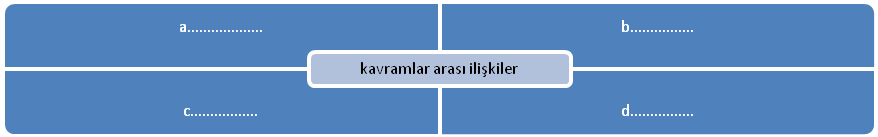 a...................
b................
kavramlar arası ilişkiler
c.................
d................